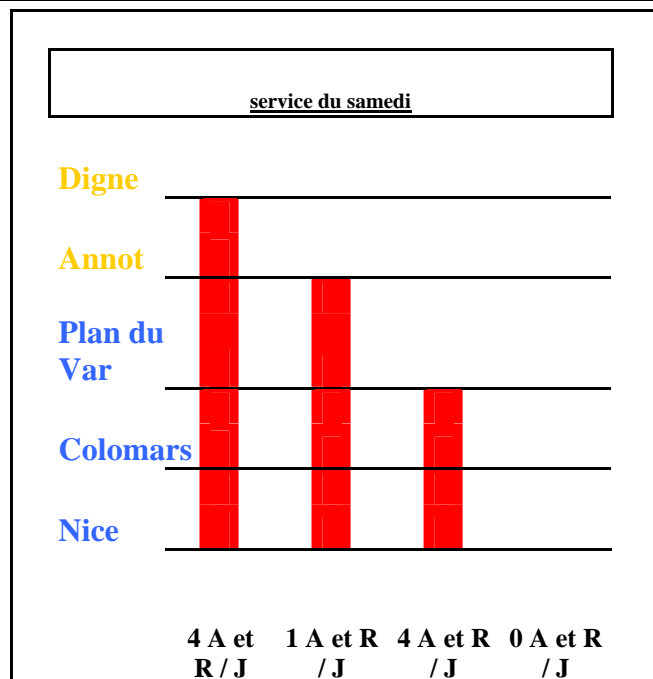 service du samedi
Digne
Annot
Plan du
Var
Colomars
Nice
4 A et 1 A et R 4 A et R 0 A et R
R / J / J / J / J